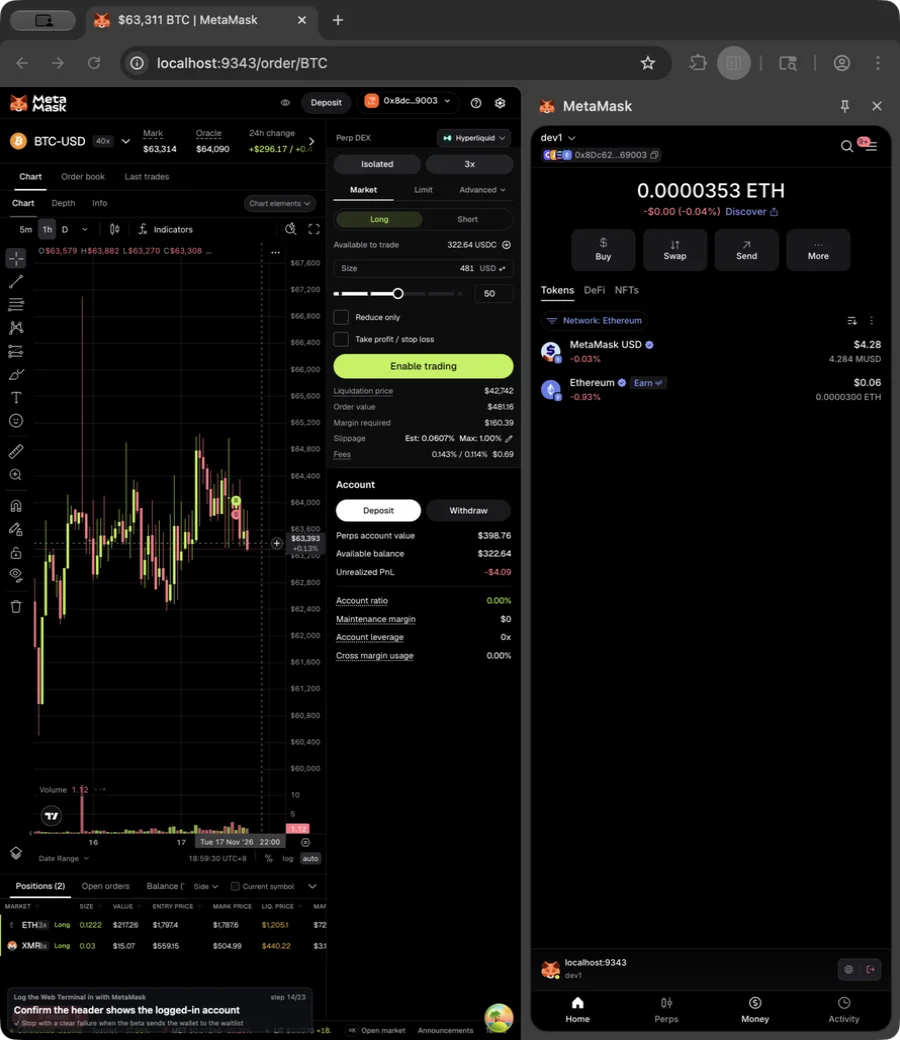 $63,311 BTC | MetaMask
localhost:9343/order/BTC
Meta Mask
Deposit
0x8dc...9003
BTC-USD 40x
Mark
$63,314
Oracle
$64,090
24h change
+$296.17 / +0.4
Chart Order book Last trades
Chart Depth Info
Chart elements
5m 1h D Indicators
O$63,579 H$63,882 L$63,270 C$63,308 ...
$67,600
$67,200
$66,800
$66,400
$66,000
$65,600
$65,200
$64,800
$64,400
$64,000
$63,600
$63,393
+0.13%
$63,200
$62,800
$62,400
$62,000
$61,600
$61,200
$60,800
$60,400
$60,000
Volume 1.12
10
5
1.12
16 17 Tue 17 Nov '26 22:00
Date Range
18:59:30 UTC+8 % log auto
Perp DEX
Hyperliquid
Isolated 3x
Market Limit Advanced
Long Short
Available to trade 322.64 USDC
Size 481 USD
50
Reduce only
Take profit / stop loss
Enable trading
Liquidation price $42,742
Order value $481.16
Margin required $160.39
Slippage Est: 0.0607% Max: 1.00%
Fees 0.143% / 0.114% $0.69
Account
Deposit Withdraw
Perps account value $398.76
Available balance $322.64
Unrealized PnL -$4.09
Account ratio 0.00%
Maintenance margin $0
Account leverage 0x
Cross margin usage 0.00%
Positions (2) Open orders Balance ( Side Current symbol
MARKET SIZE VALUE ENTRY PRICE MARK PRICE LIQ. PRICE MAR
ETH 3x Long 0.1222 $217.26 $1,797.4 $1,787.6 $1,205.1 $72
XMR Long 0.03 $15.07 $559.15 $504.99 $440.22 $3.1
Log the Web Terminal in with MetaMask step 14/23
Confirm the header shows the logged-in account
✓ Stop with a clear failure when the beta sends the wallet to the waitlist
Open market Announcements
MetaMask
dev1
0x8Dc62...69003
9+
0.0000353 ETH
-$0.00 (-0.04%) Discover
Buy Swap Send More
Tokens DeFi NFTs
Network: Ethereum
MetaMask USD $4.28
-0.03% 4.284 MUSD
Ethereum Earn $0.06
-0.93% 0.0000300 ETH
localhost:9343
dev1
Home Perps Money Activity